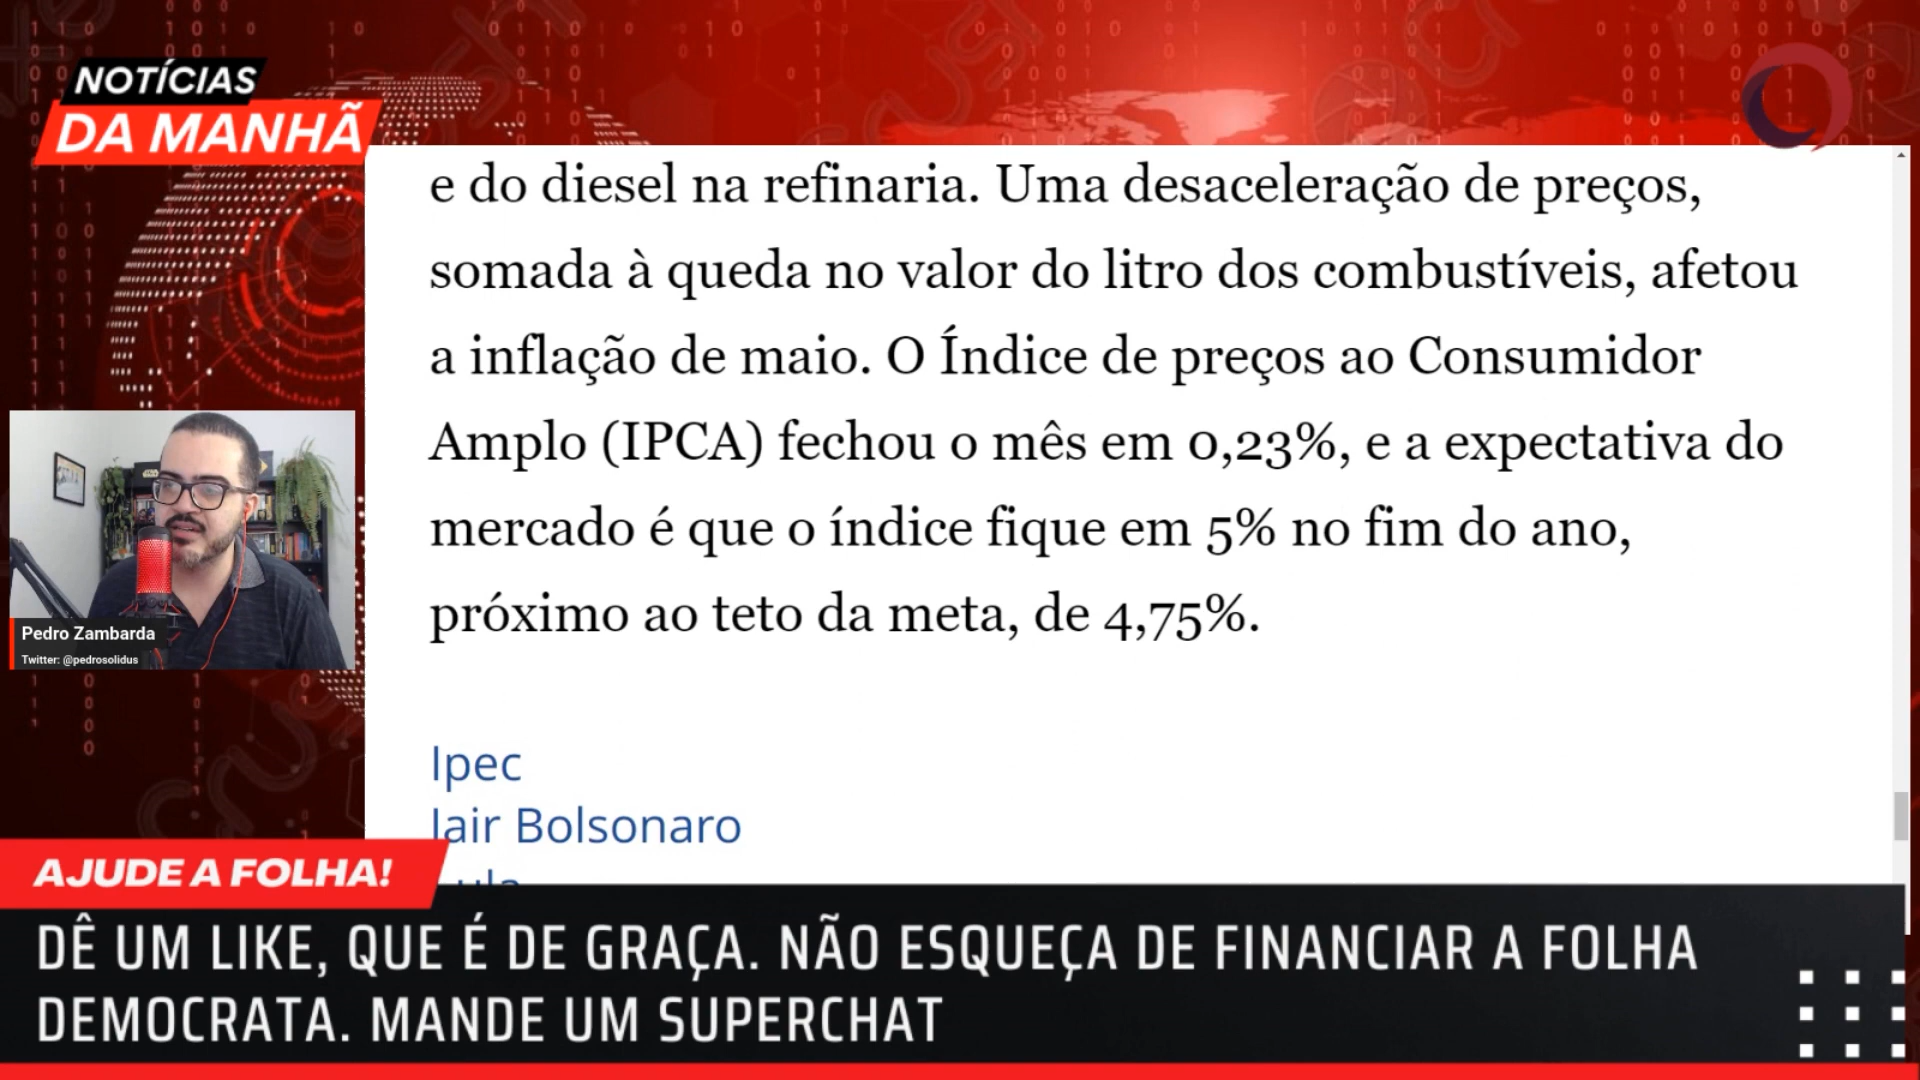 NOTÍCIAS
DA MANHÃ
e do diesel na refinaria. Uma desaceleração de preços,
somada à queda no valor do litro dos combustíveis, afetou
a inflação de maio. O Índice de preços ao Consumidor
Amplo (IPCA) fechou o mês em 0,23%, e a expectativa do
mercado é que o índice fique em 5% no fim do ano,
próximo ao teto da meta, de 4,75%.
Ipec
Jair Bolsonaro
Pedro Zambarda
Twitter: @pedrosolidus
AJUDE A FOLHA!
DÊ UM LIKE, QUE É DE GRAÇA. NÃO ESQUEÇA DE FINANCIAR A FOLHA
DEMOCRATA. MANDE UM SUPERCHAT